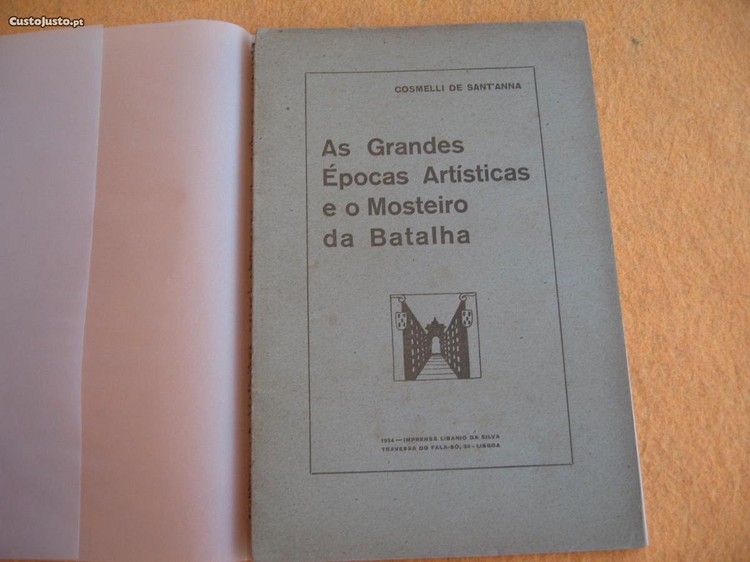 CustoJusto.pt
COSMELLI DE SANT'ANNA
As Grandes
Épocas Artísticas
e o Mosteiro
da Batalha
1934—IMPRENSA LIBANIO DA SILVA
TRAVESSA DO FALA-SÓ, 24—LISBOA